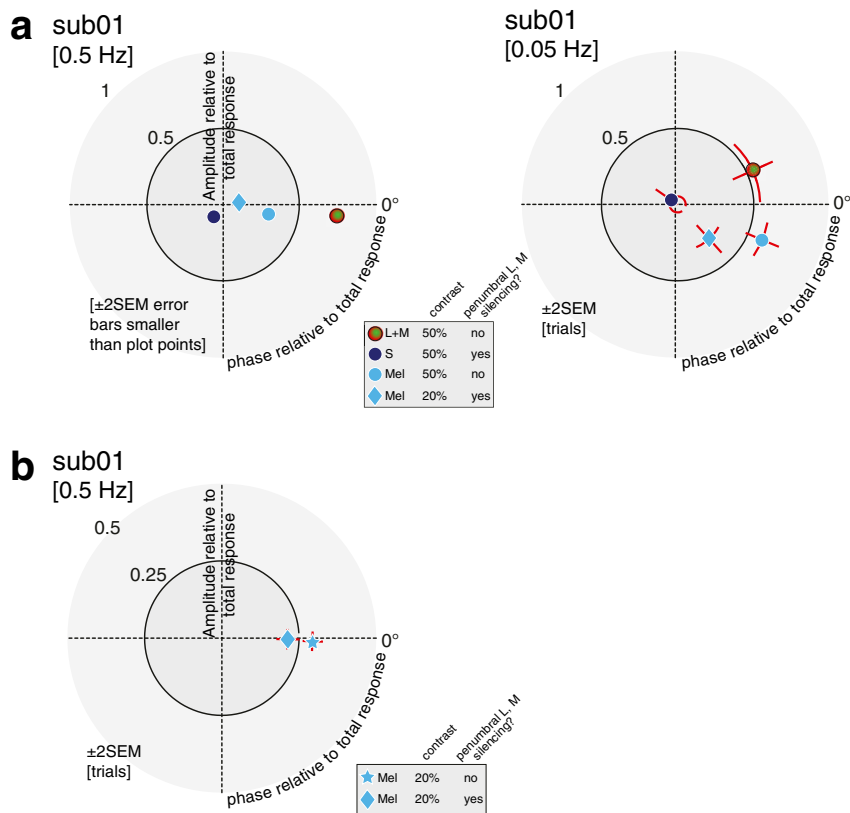 a
sub01
[0.5 Hz]
1
0.5
Amplitude relative to
total response
0°
phase relative to total response
[±2SEM error
bars smaller
than plot points]
sub01
[0.05 Hz]
1
0.5
0°
phase relative to total response
±2SEM
[trials]
contrast
penumbral L, M
silencing?
L+M 50% no
S 50% yes
Mel 50% no
Mel 20% yes
b
sub01
[0.5 Hz]
0.5
0.25
Amplitude relative to
total response
0°
phase relative to total response
±2SEM
[trials]
contrast
penumbral L, M
silencing?
Mel 20% no
Mel 20% yes